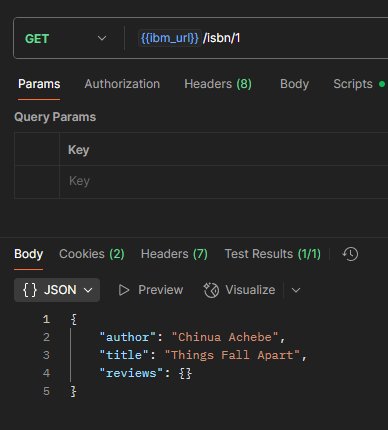 GET {{ibm_url}} /isbn/1
Params Authorization Headers (8) Body Scripts
Query Params
Key
Key
Body Cookies (2) Headers (7) Test Results (1/1)
{} JSON Preview Visualize
1 {
2 "author": "Chinua Achebe",
3 "title": "Things Fall Apart",
4 "reviews": {}
5 }